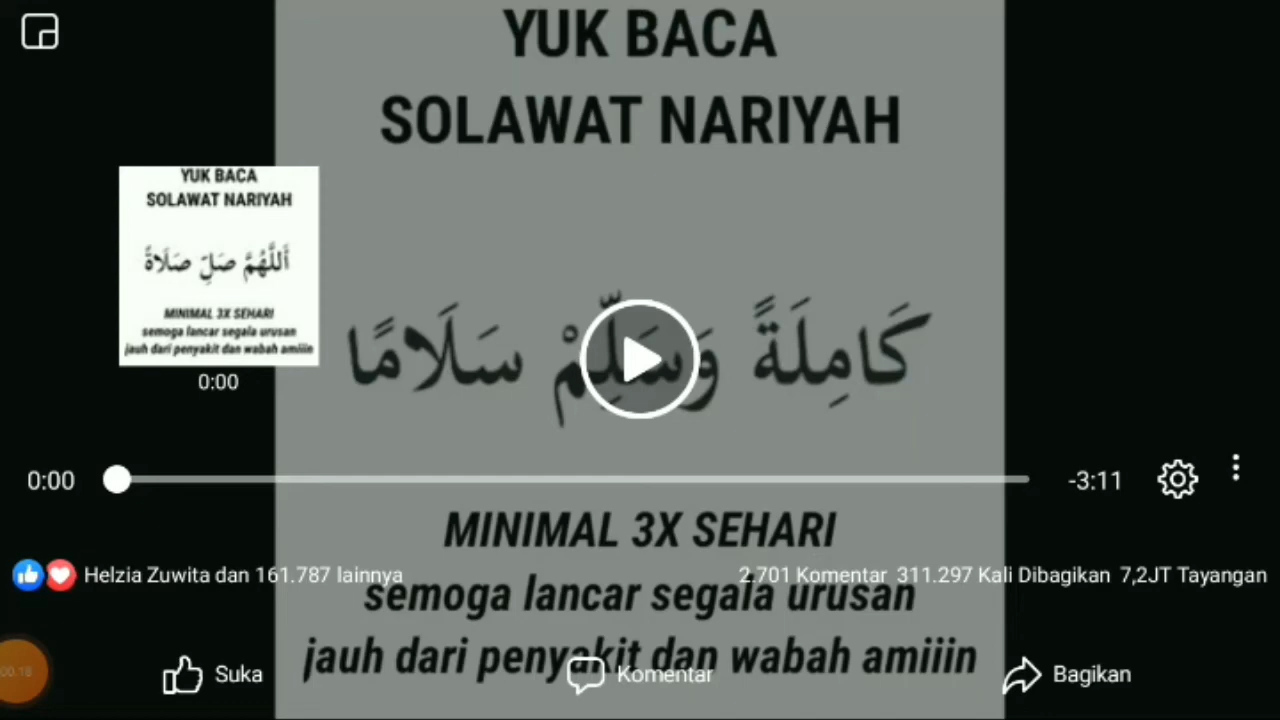 YUK BACA
SOLAWAT NARIYAH
YUK BACA
SOLAWAT NARIYAH
أَللَّهُمَّ صَلِّ صَلَاةً
MINIMAL 3X SEHARI
semoga lancar segala urusan
jauh dari penyakit dan wabah amiiin
0:00
كَامِلَةً وَسَلِّمْ سَلَامًا
0:00
-3:11
MINIMAL 3X SEHARI
Helzia Zuwita dan 161.787 lainnya
2.701 Komentar 311.297 Kali Dibagikan 7,2JT Tayangan
semoga lancar segala urusan
jauh dari penyakit dan wabah amiiin
00.18
Suka
Komentar
Bagikan